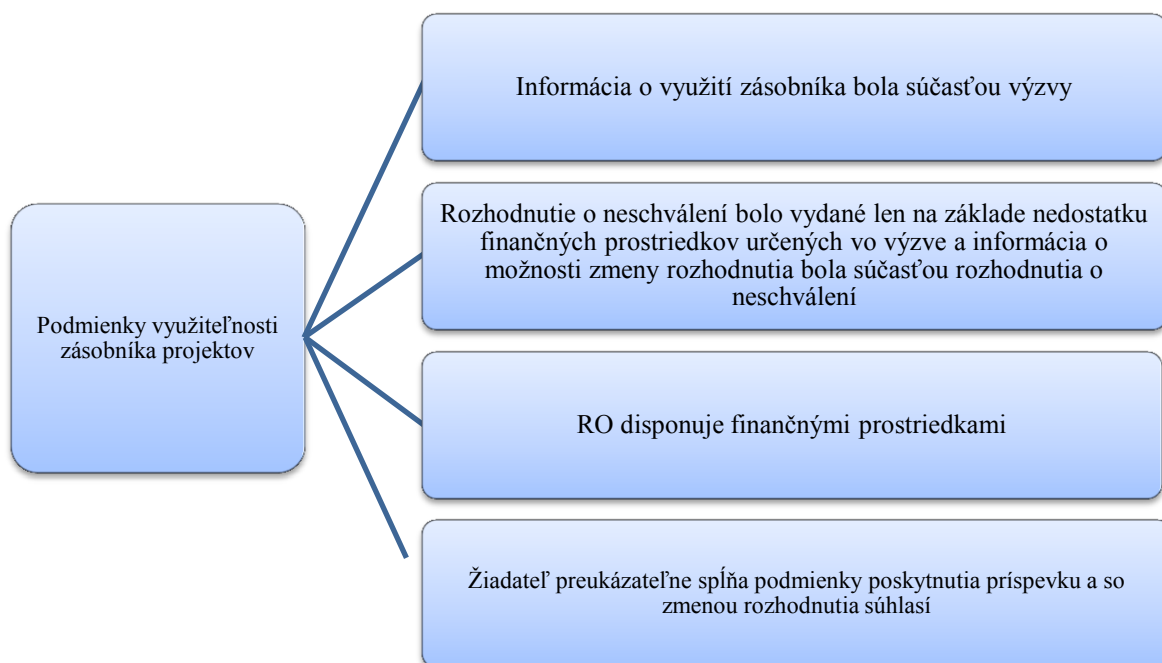 Informácia o využití zásobníka bola súčasťou výzvy
Rozhodnutie o neschválení bolo vydané len na základe nedostatku
finančných prostriedkov určených vo výzve a informácia o
možnosti zmeny rozhodnutia bola súčasťou rozhodnutia o
neschválení
Podmienky využiteľnosti
zásobníka projektov
RO disponuje finančnými prostriedkami
Žiadateľ preukázateľne spĺňa podmienky poskytnutia príspevku a so
zmenou rozhodnutia súhlasí